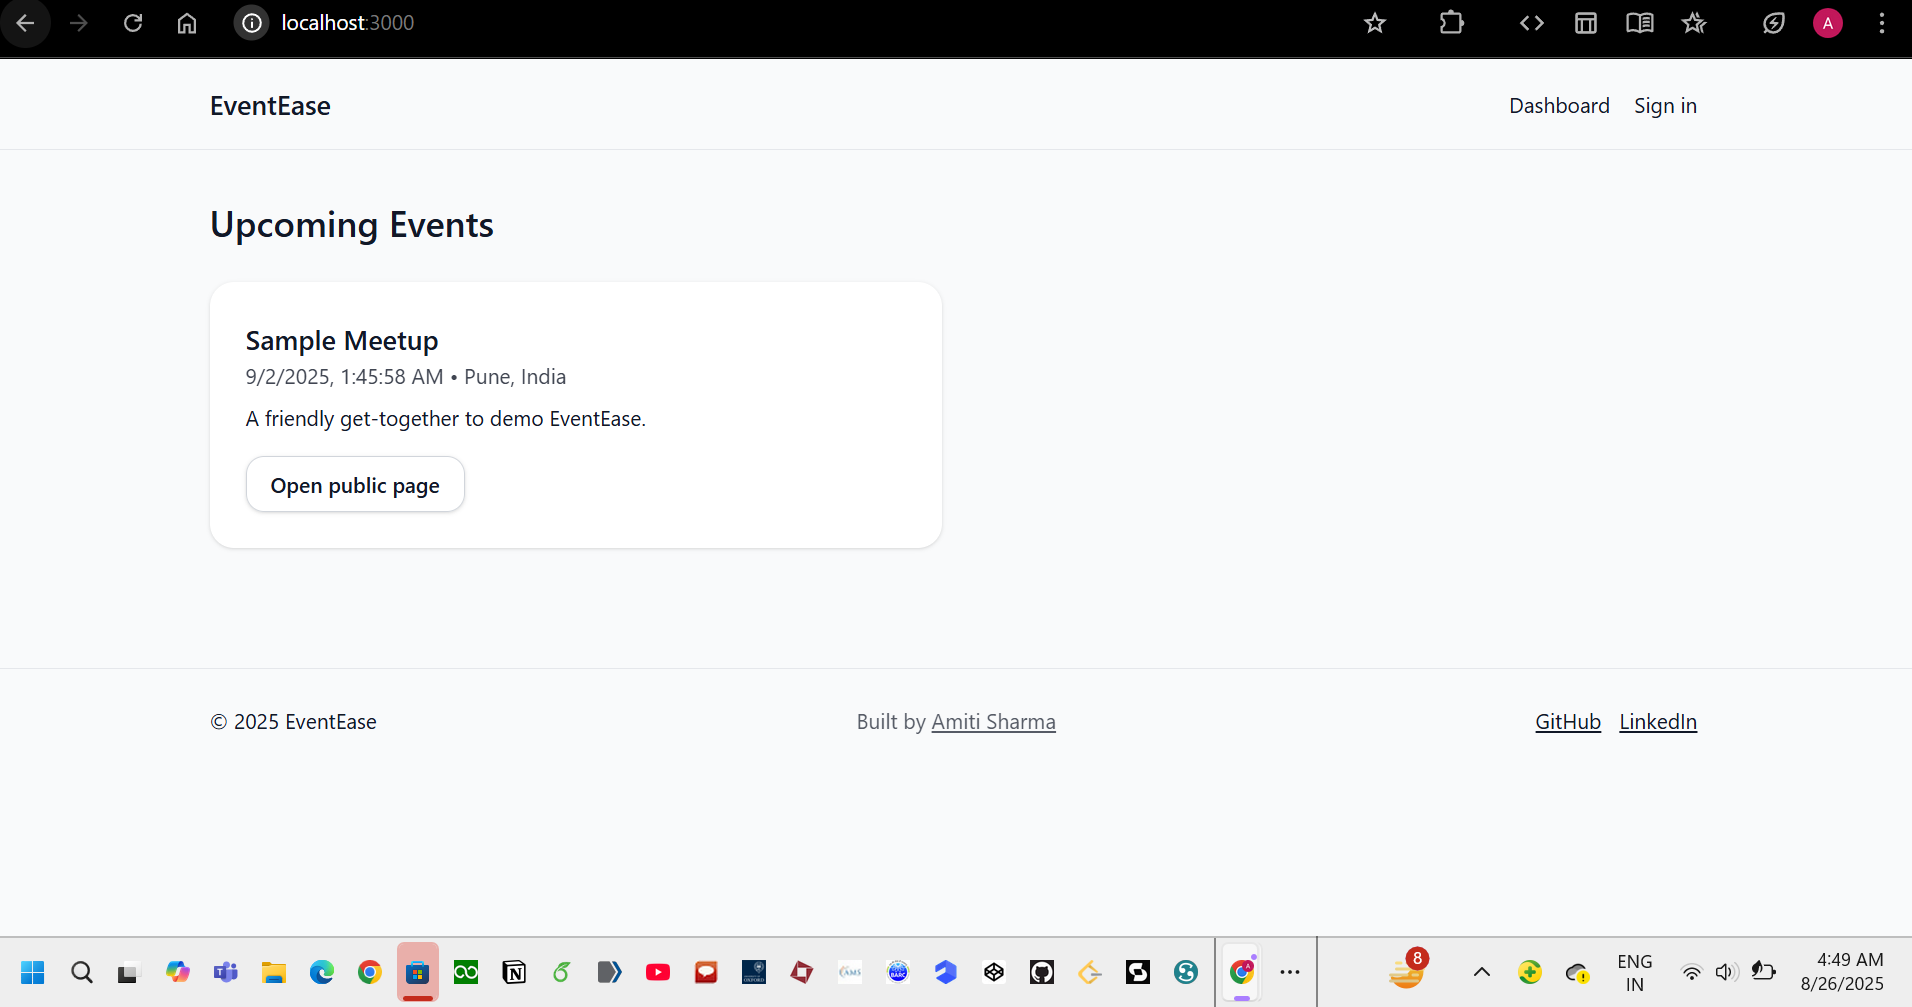 localhost:3000
A
EventEase
Dashboard
Sign in
Upcoming Events
Sample Meetup
9/2/2025, 1:45:58 AM • Pune, India
A friendly get-together to demo EventEase.
Open public page
© 2025 EventEase
Built by Amiti Sharma
GitHub
LinkedIn
8
ENG
IN
4:49 AM
8/26/2025